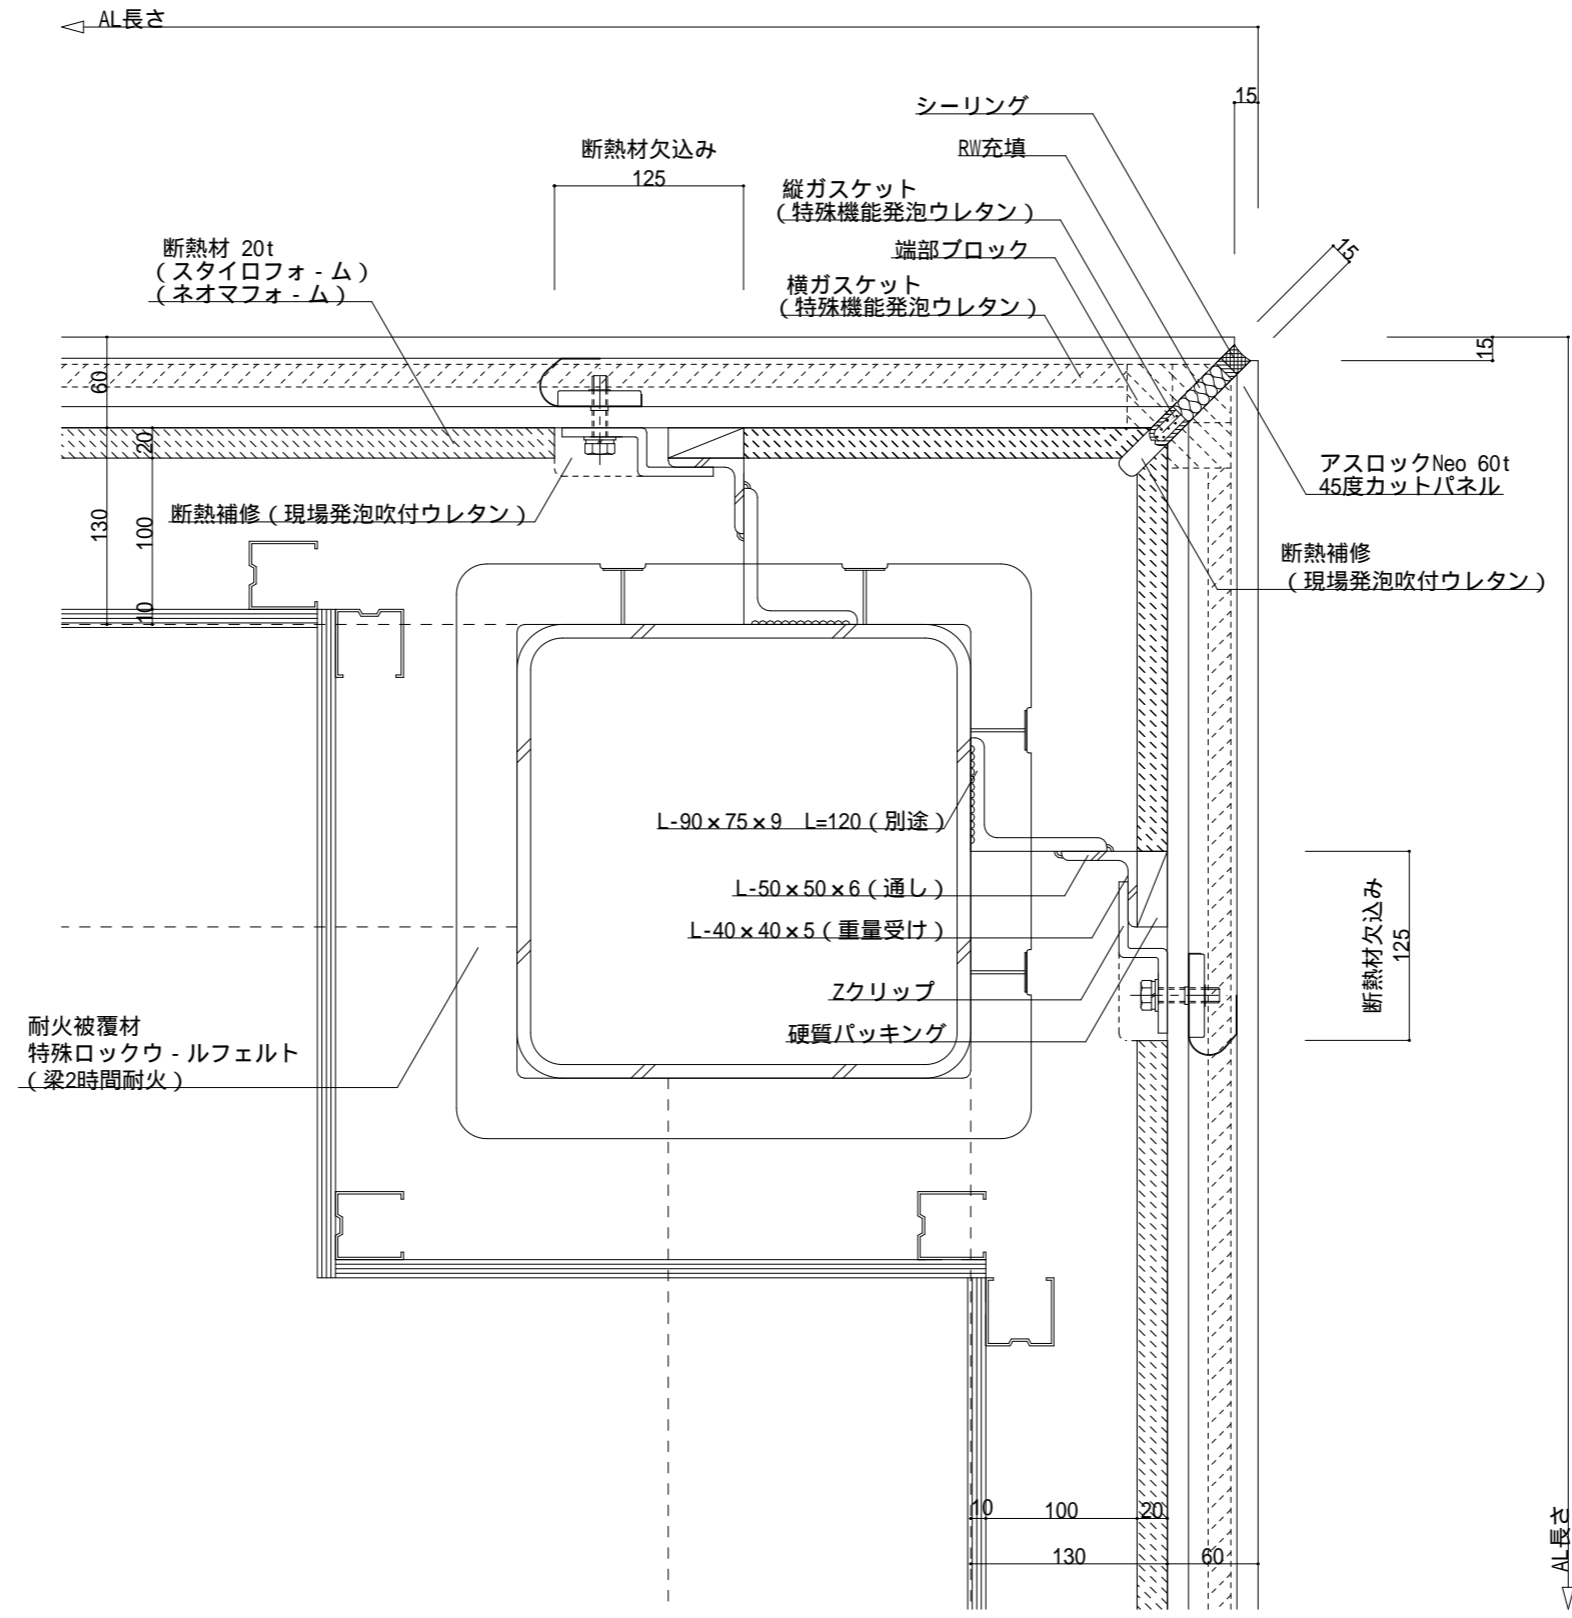 AL長さ
15
シーリング
RW充填
断熱材欠込み
125
縦ガスケット
(特殊機能発泡ウレタン)
端部ブロック
横ガスケット
(特殊機能発泡ウレタン)
15
断熱材 20t
(スタイロフォ-ム)
(ネオマフォ-ム)
15
60
20
130
100
10
断熱補修(現場発泡吹付ウレタン)
アスロックNeo 60t
45度カットパネル
断熱補修
(現場発泡吹付ウレタン)
L-90×75×9 L=120(別途)
L-50×50×6(通し)
L-40×40×5(重量受け)
Zクリップ
硬質パッキング
断熱材欠込み
125
耐火被覆材
特殊ロックウ-ルフェルト
(梁2時間耐火)
10
100
20
130
60
AL長さ